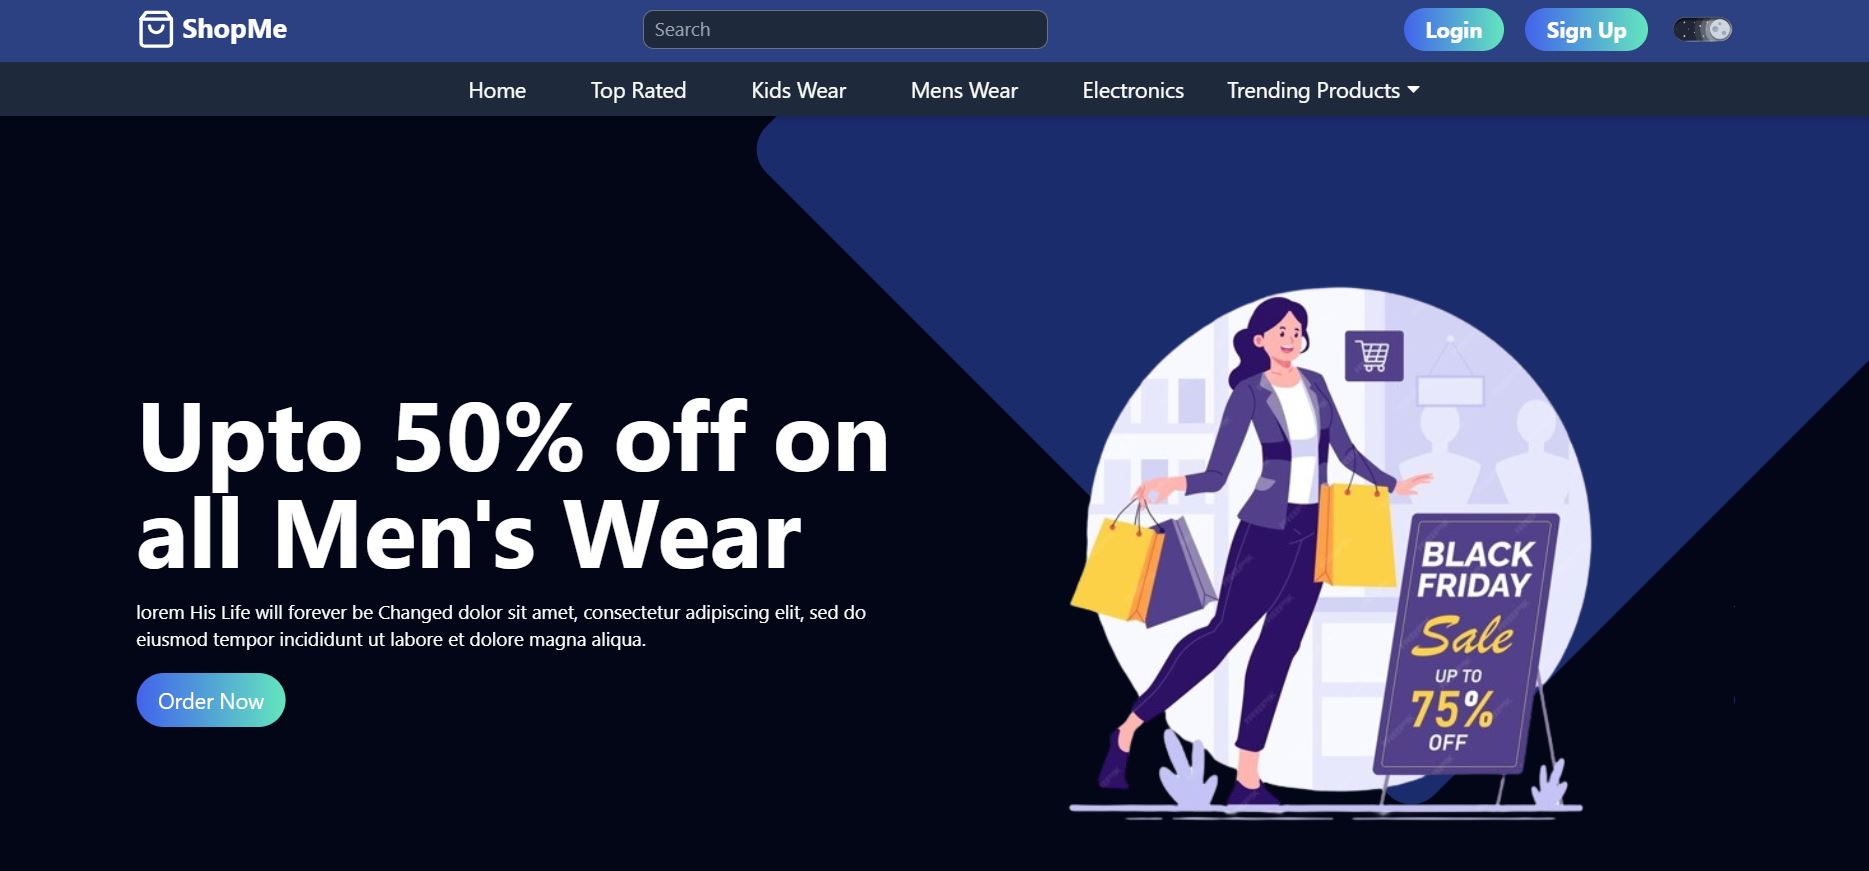 ShopMe
Search
Login
Sign Up
Home
Top Rated
Kids Wear
Mens Wear
Electronics
Trending Products
Upto 50% off on
all Men's Wear
lorem His Life will forever be Changed dolor sit amet, consectetur adipiscing elit, sed do
eiusmod tempor incididunt ut labore et dolore magna aliqua.
Order Now
BLACK
FRIDAY
Sale
UP TO
75%
OFF